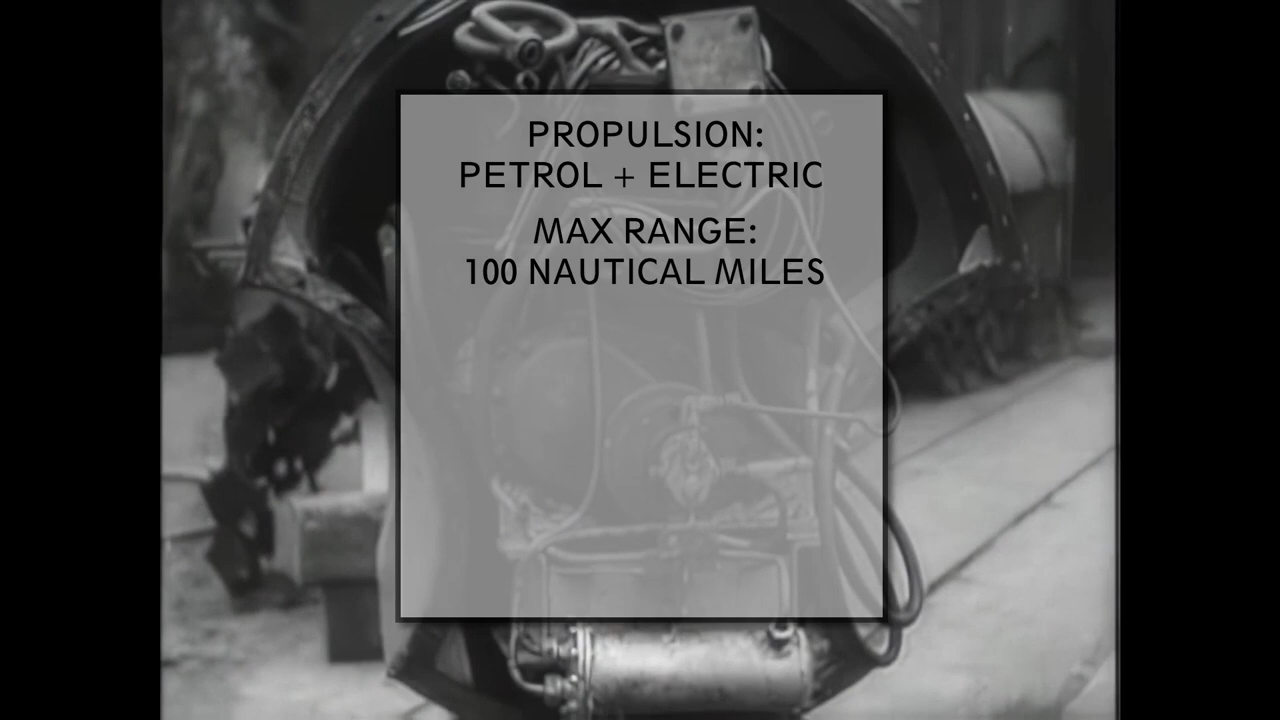 PROPULSION:
PETROL + ELECTRIC
MAX RANGE:
100 NAUTICAL MILES